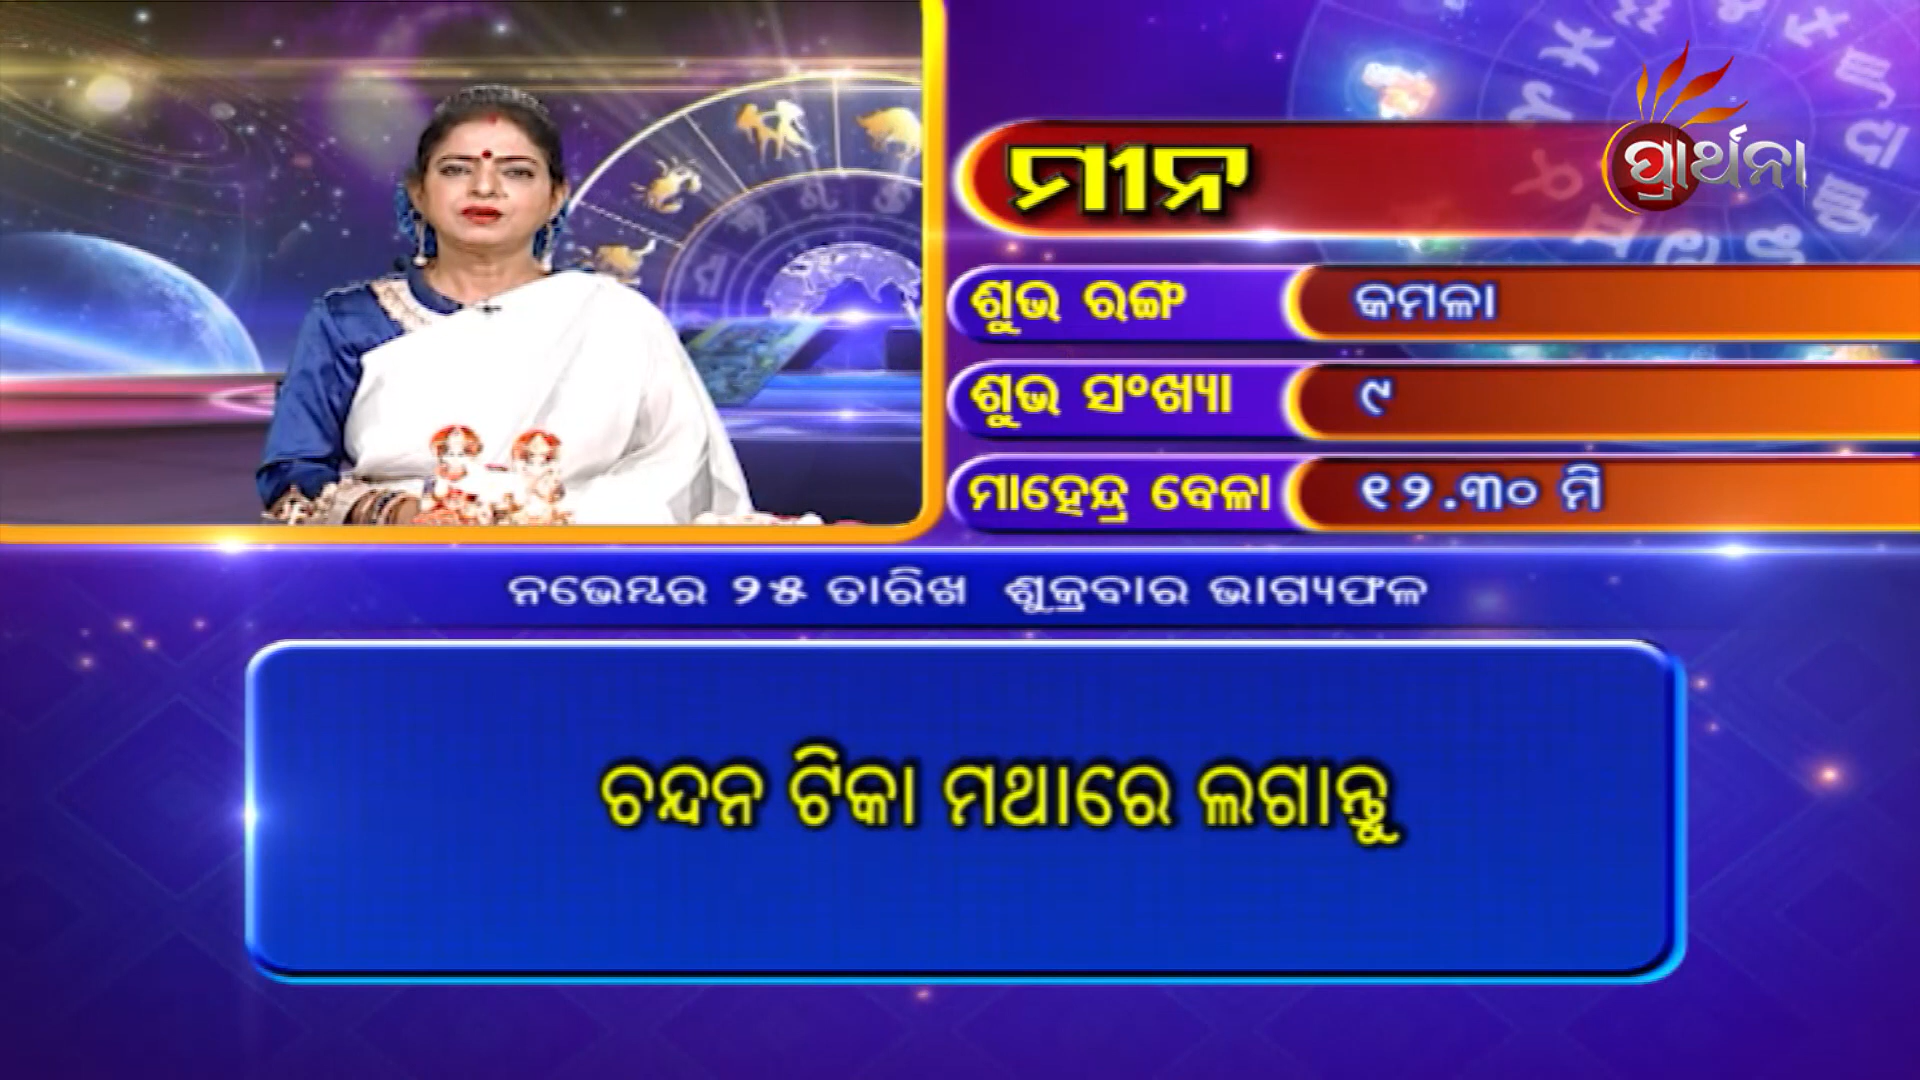 ମୀନ
ପ୍ରାର୍ଥନା
ଶୁଭ ରଙ୍ଗ କମଳା
ଶୁଭ ସଂଖ୍ୟା ୯
ମାହେନ୍ଦ୍ର ବେଳା ୧୨.୩୦ ମି
ନଭେମ୍ବର ୨୫ ତାରିଖ ଶୁକ୍ରବାର ଭାଗ୍ୟଫଳ
ଚନ୍ଦନ ଟିକା ମଥାରେ ଲଗାନ୍ତୁ